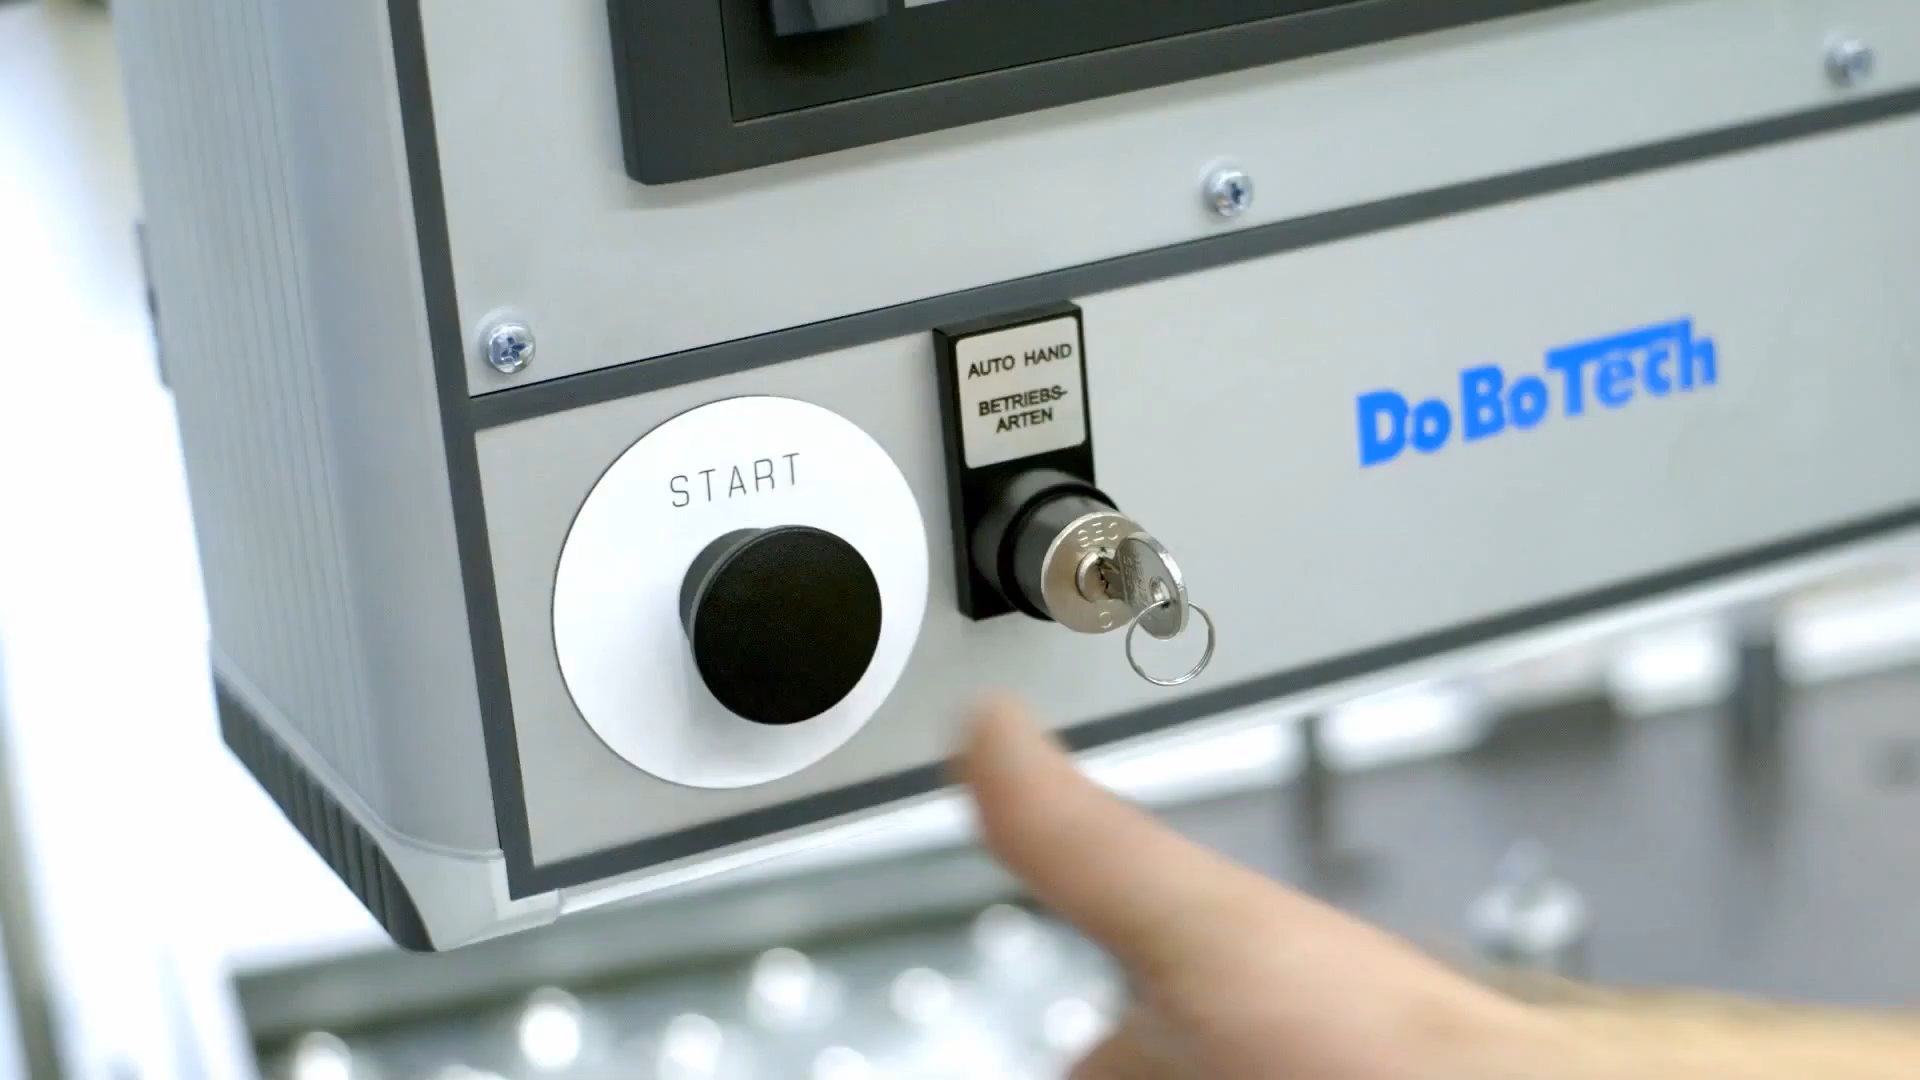 AUTO HAND
BETRIEBS-
ARTEN
DoBoTech
START